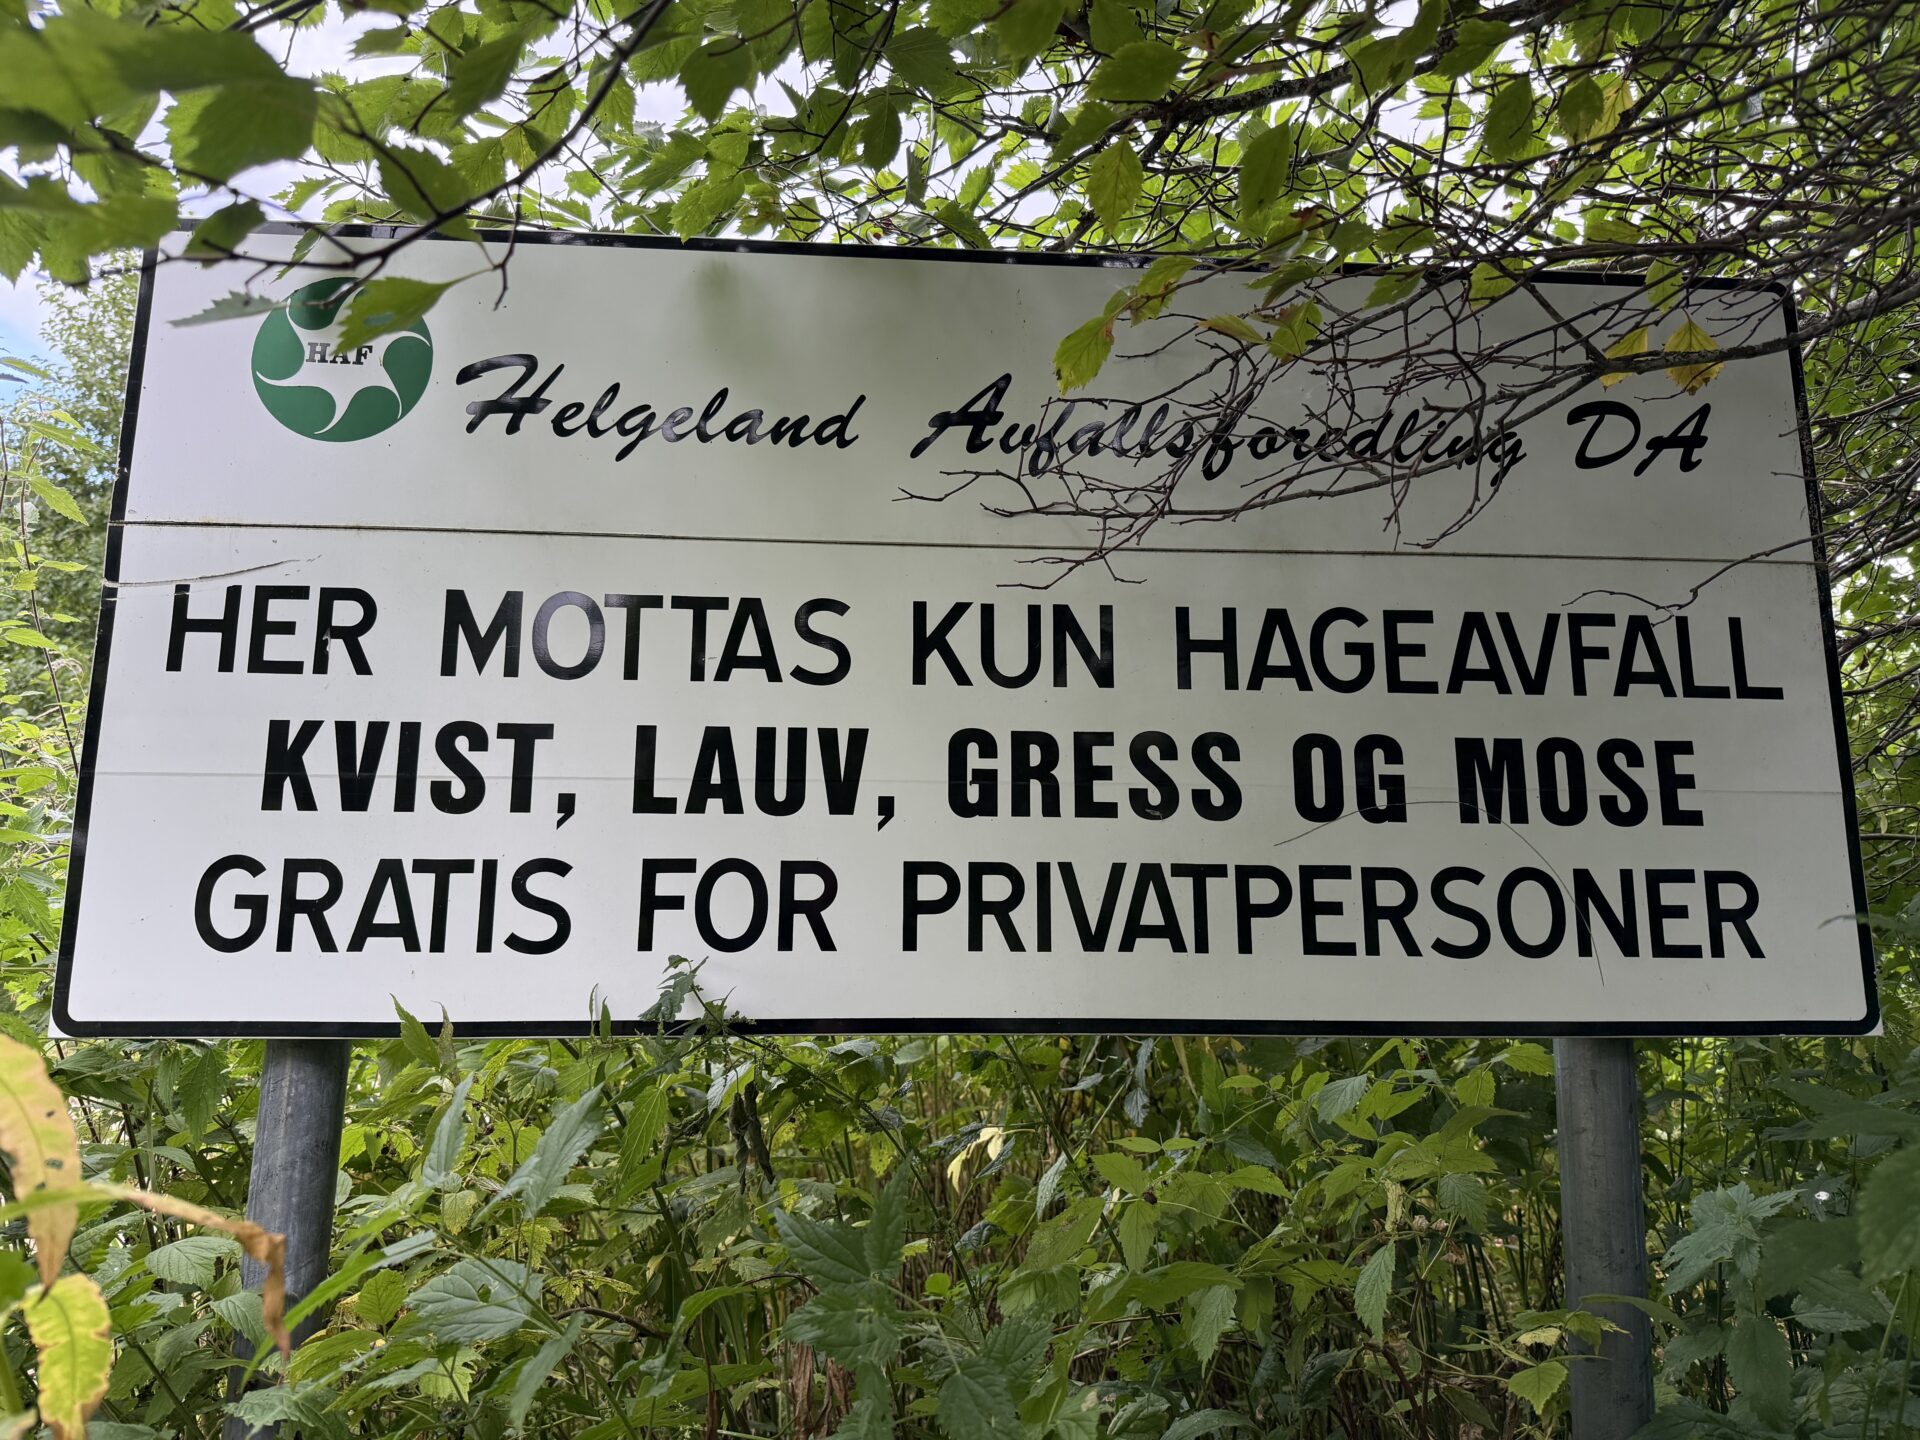 HAF
Helgeland Avfallsforedling DA
HER MOTTAS KUN HAGEAVFALL
KVIST, LAUV, GRESS OG MOSE
GRATIS FOR PRIVATPERSONER